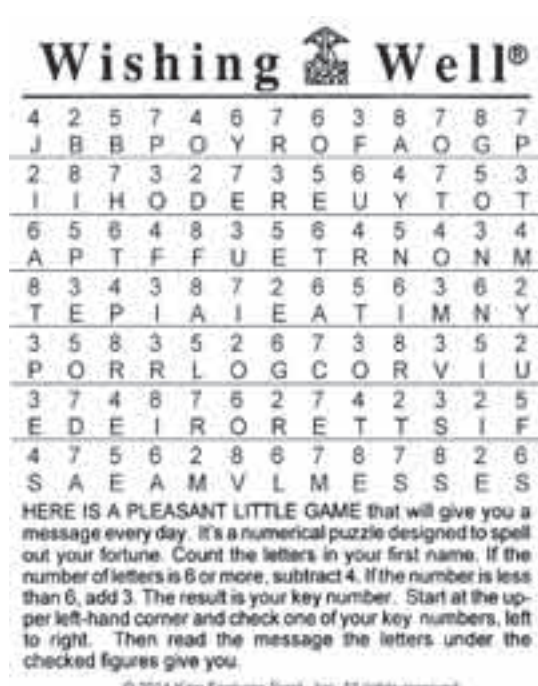 Wishing Well®
4 2 5 7 4 6 7 6 3 8 7 8 7
J B B P O Y R O F A O G P
2 8 7 3 2 7 3 5 6 4 7 5 3
I I H O D E R E U Y T O T
6 5 6 4 8 3 5 6 4 5 4 3 4
A P T F F U E T R N O N M
8 3 4 3 8 7 2 6 5 6 3 6 2
T E P I A I E A T I M N Y
3 5 8 3 5 2 6 7 3 8 3 5 2
P O R R L O G C O R V I U
3 7 4 8 7 6 2 7 4 2 3 2 5
E D E I R O R E T T S I F
4 7 5 6 2 8 6 7 8 7 8 2 6
S A E A M V L M E S S E S
HERE IS A PLEASANT LITTLE GAME that will give you a
message every day. It's a numerical puzzle designed to spell
out your fortune. Count the letters in your first name. If the
number of letters is 6 or more, subtract 4. If the number is less
than 6, add 3. The result is your key number. Start at the up-
per left-hand corner and check one of your key numbers, left
to right. Then read the message the letters under the
checked figures give you.